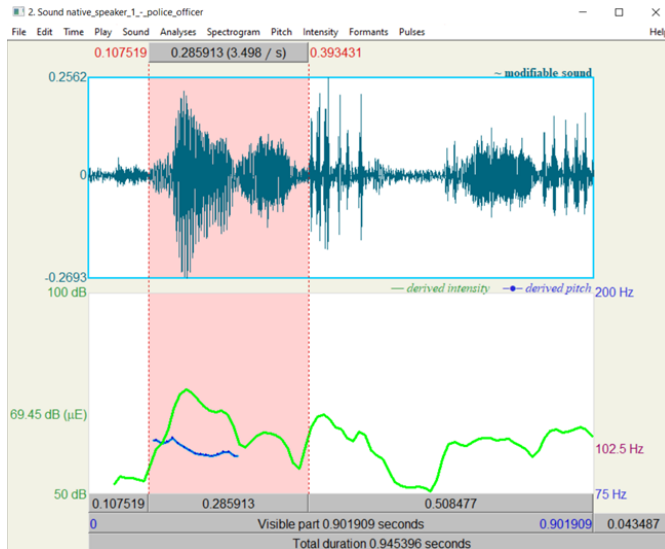 2. Sound native_speaker_1_-_police_officer
File Edit Time Play Sound Analyses Spectrogram Pitch Intensity Formants Pulses Help
0.107519 0.285913 (3.498 / s) 0.393431
0.2562 ~ modifiable sound
0
-0.2693
100 dB — derived intensity derived pitch 200 Hz
69.45 dB (µE)
102.5 Hz
50 dB 75 Hz
0.107519 0.285913 0.508477
0 Visible part 0.901909 seconds 0.901909 0.043487
Total duration 0.945396 seconds